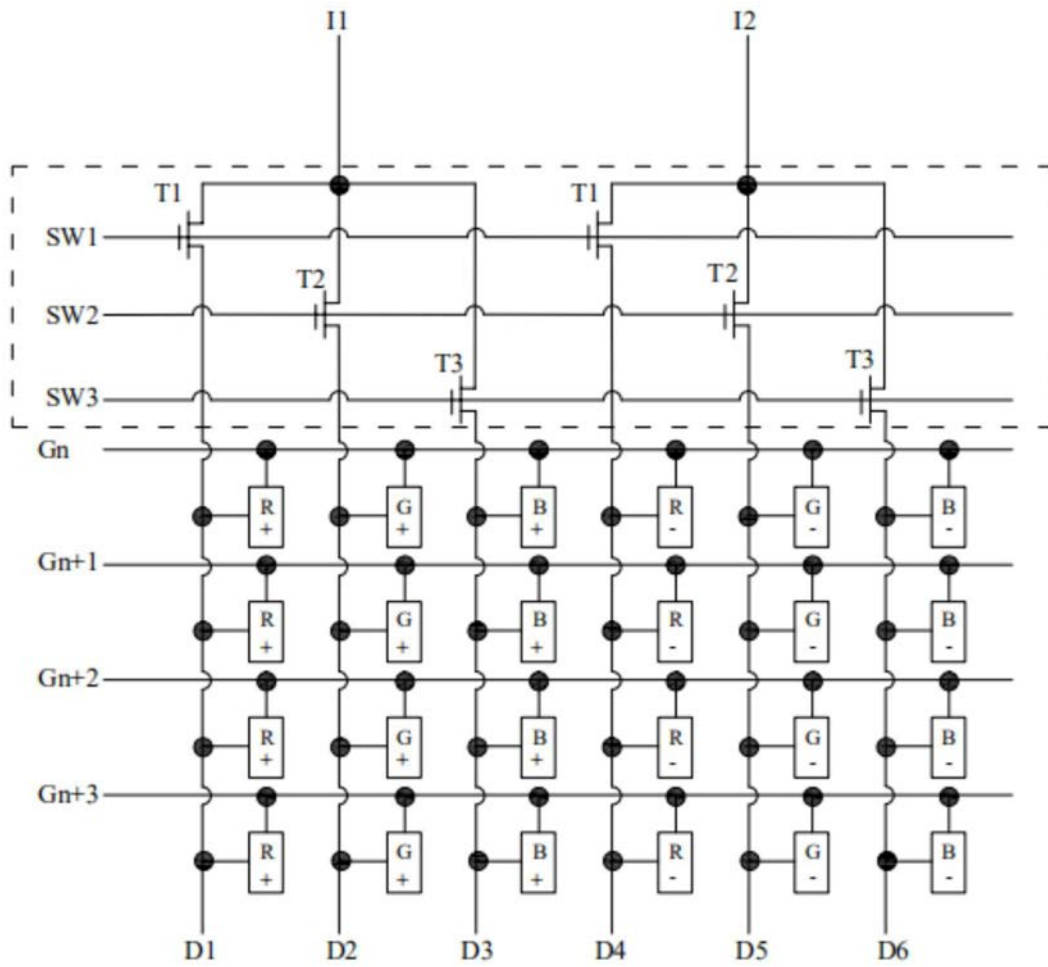 I1 I2
T1 T1
SW1
T2 T2
SW2
T3 T3
SW3
Gn
R G B R G B
+ + + - - -
Gn+1
R G B R G B
+ + + - - -
Gn+2
R G B R G B
+ + + - - -
Gn+3
R G B R G B
+ + + - - -
D1 D2 D3 D4 D5 D6